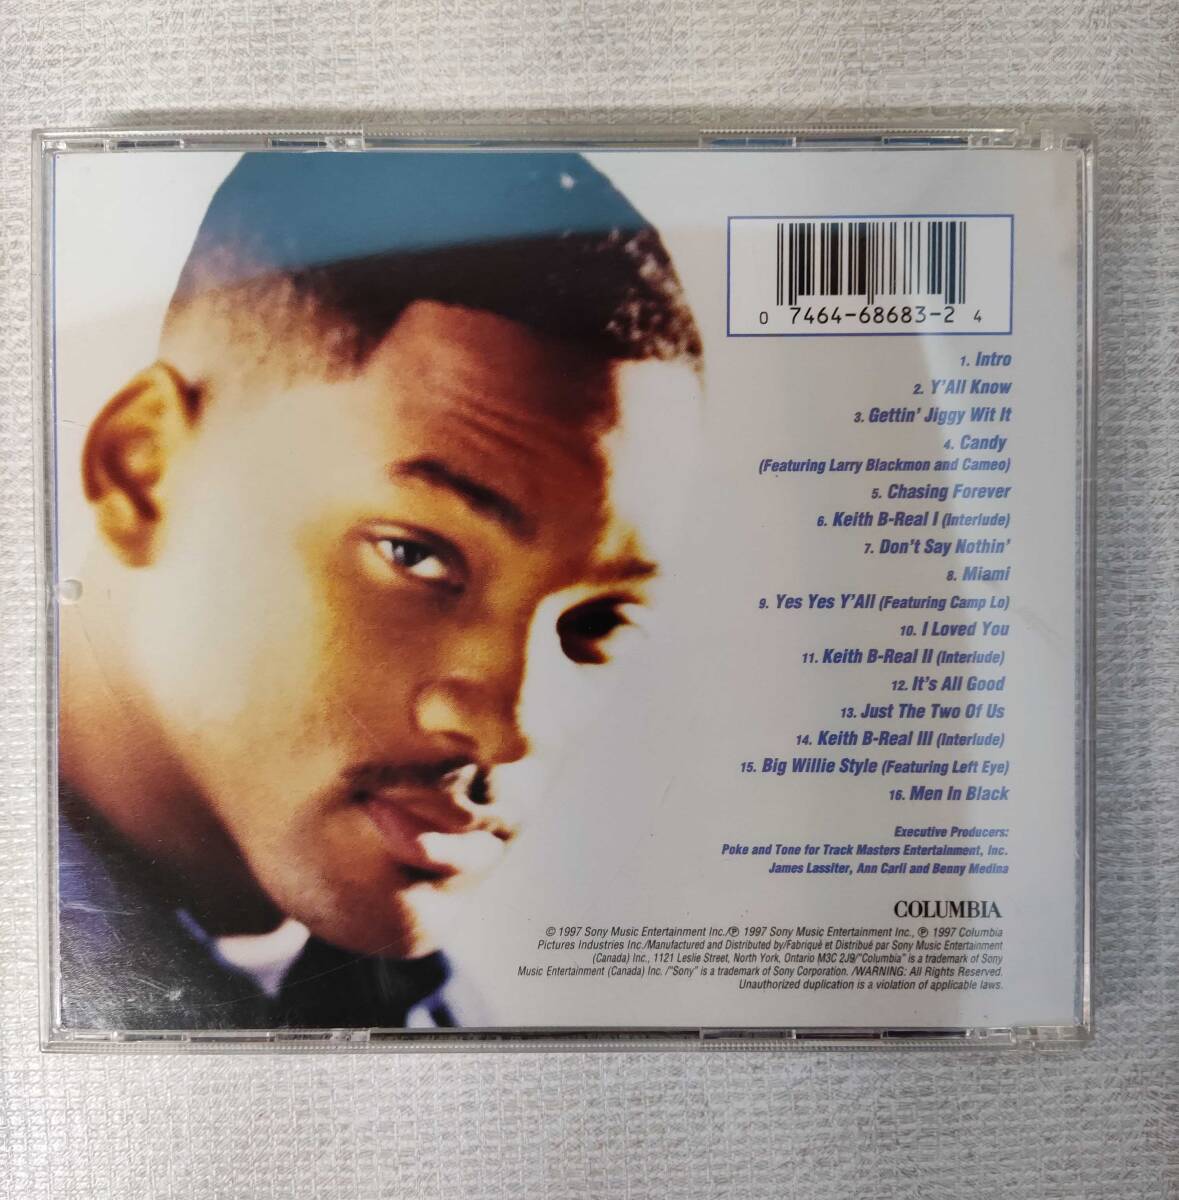 0 7464-68683-2 4
1. Intro
2. Y'All Know
3. Gettin' Jiggy Wit It
4. Candy
(Featuring Larry Blackmon and Cameo)
5. Chasing Forever
6. Keith B-Real I (Interlude)
7. Don't Say Nothin'
8. Miami
9. Yes Yes Y'All (Featuring Camp Lo)
10. I Loved You
11. Keith B-Real II (Interlude)
12. It's All Good
13. Just The Two Of Us
14. Keith B-Real III (Interlude)
15. Big Willie Style (Featuring Left Eye)
16. Men In Black
Executive Producers:
Poke and Tone for Track Masters Entertainment, Inc.
James Lassiter, Ann Carli and Benny Medina
COLUMBIA
© 1997 Sony Music Entertainment Inc./℗ 1997 Sony Music Entertainment Inc., ℗ 1997 Columbia
Pictures Industries Inc./Manufactured and Distributed by/Fabriqué et Distribué par Sony Music Entertainment
(Canada) Inc., 1121 Leslie Street, North York, Ontario M3C 2J9/"Columbia" is a trademark of Sony
Music Entertainment (Canada) Inc. /"Sony" is a trademark of Sony Corporation. /WARNING: All Rights Reserved.
Unauthorized duplication is a violation of applicable laws.